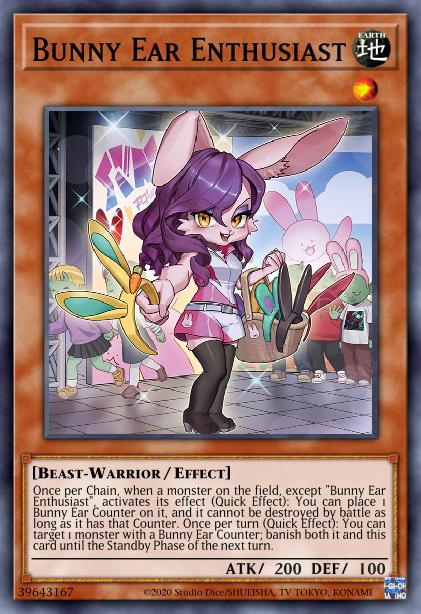 BUNNY EAR ENTHUSIAST
EARTH
地
[BEAST-WARRIOR / EFFECT]
Once per Chain, when a monster on the field, except "Bunny Ear
Enthusiast", activates its effect (Quick Effect): You can place 1
Bunny Ear Counter on it, and it cannot be destroyed by battle as
long as it has that Counter. Once per turn (Quick Effect): You can
target 1 monster with a Bunny Ear Counter; banish both it and this
card until the Standby Phase of the next turn.
ATK/ 200 DEF/ 100
39643167
©2020 Studio Dice/SHUEISHA, TV TOKYO, KONAMI